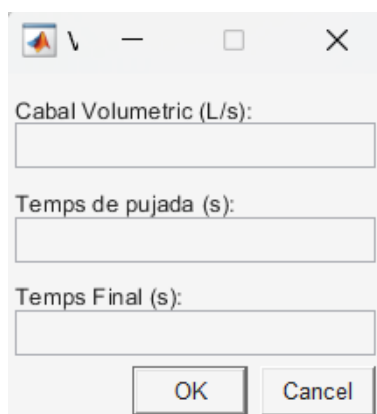 Cabal Volumetric (L/s):
Temps de pujada (s):
Temps Final (s):
OK
Cancel